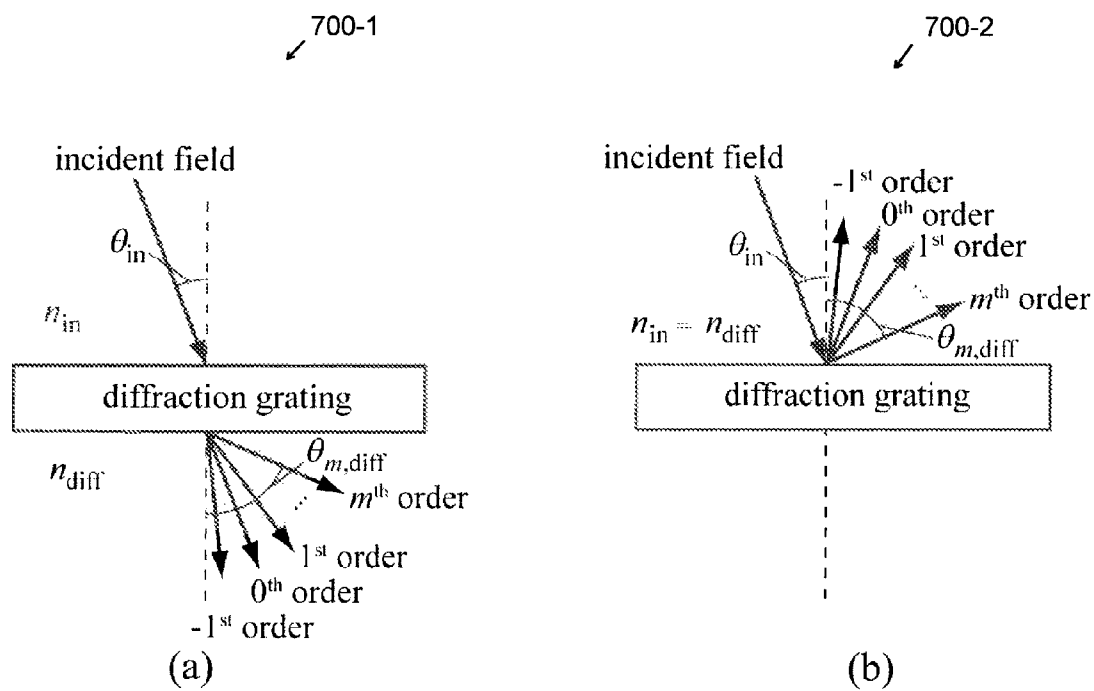 700-1
incident field
θin
nin
diffraction grating
ndiff
θm,diff
mth order
...
1st order
0th order
-1st order
(a)
700-2
incident field
-1st order
0th order
1st order
...
mth order
θin
nin = ndiff
θm,diff
diffraction grating
(b)